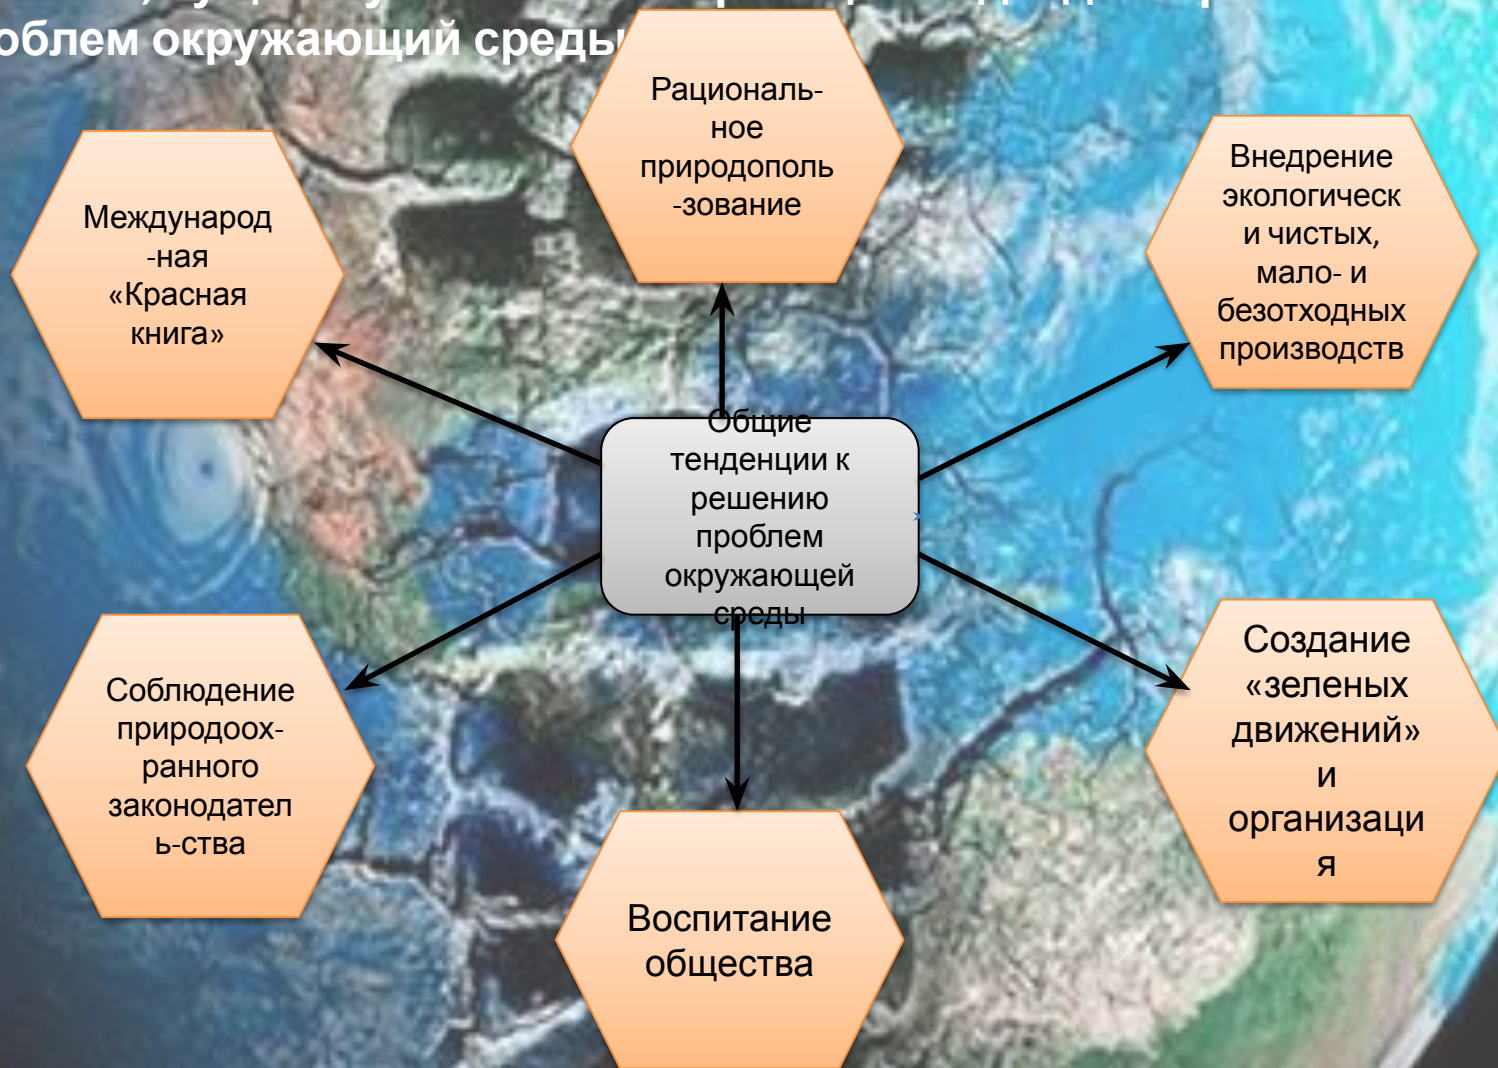 окружающий среды
Рациональ-
ное
природополь
-зование
Международ
-ная
«Красная
книга»
Внедрение
экологическ
и чистых,
мало- и
безотходных
производств
Общие
тенденции к
решению
проблем
окружающей
среды
Соблюдение
природоох-
ранного
законодател
ь-ства
Создание
«зеленых
движений»
и
организаци
я
Воспитание
общества